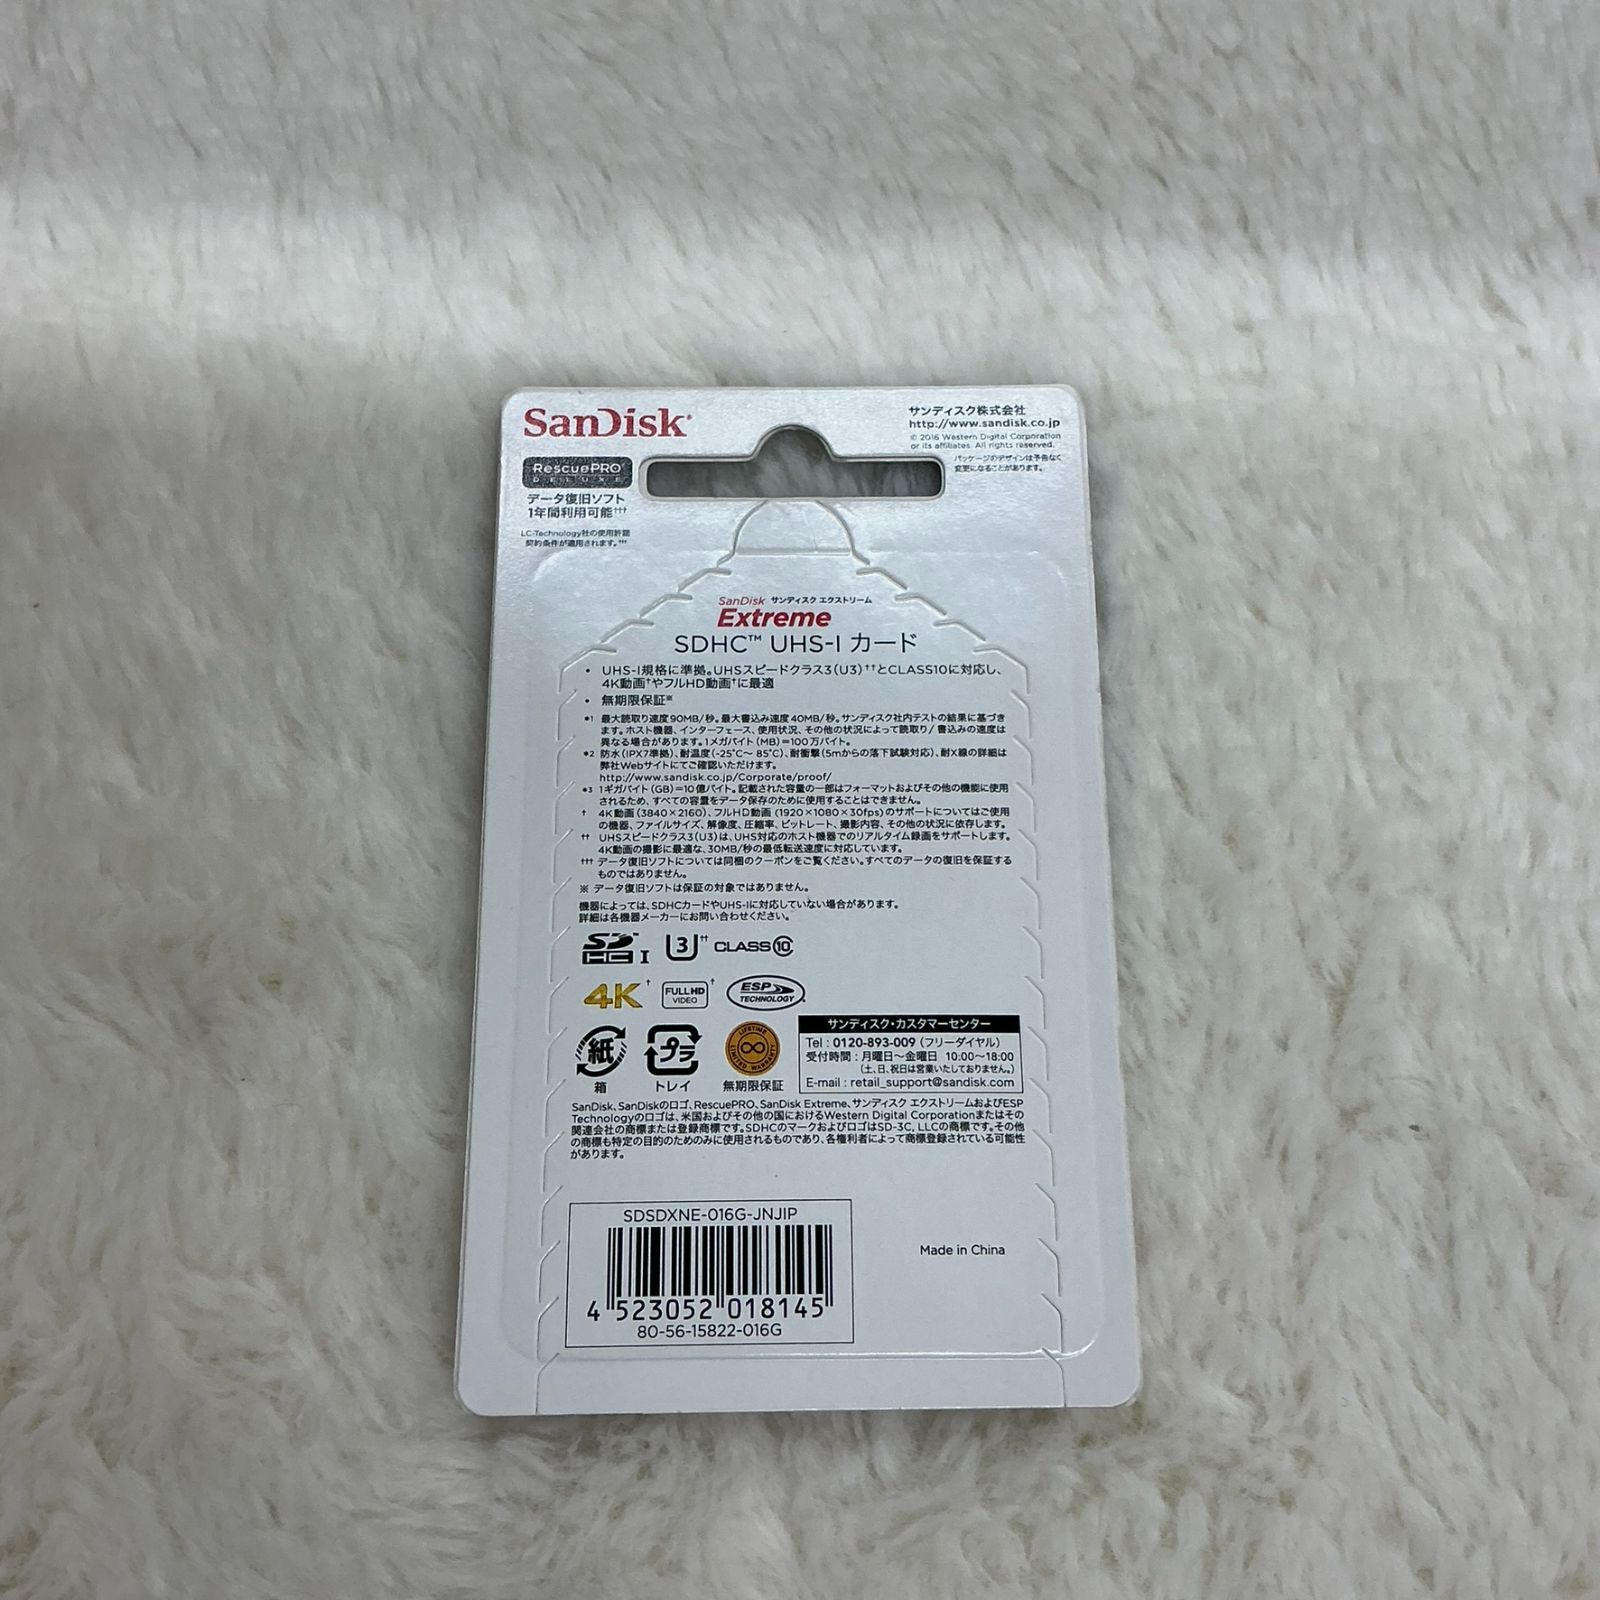 SanDisk
サンディスク株式会社
http://www.sandisk.co.jp
© 2016 Western Digital Corporation
or its affiliates. All rights reserved.
パッケージのデザインは予告なく
変更になることがあります。
RescuePRO
DELUXE
データ復旧ソフト
1年間利用可能†††
LC-Technology社の使用許諾
契約条件が適用されます。†††
SanDisk サンディスク エクストリーム
Extreme
SDHC™ UHS-I カード
• UHS-I規格に準拠。UHSスピードクラス3(U3)††とCLASS10に対応し、
4K動画†やフルHD動画†に最適
• 無期限保証※
*1 最大読取り速度90MB/秒。最大書込み速度40MB/秒。サンディスク社内テストの結果に基づき
ます。ホスト機器、インターフェース、使用状況、その他の状況によって読取り/書込みの速度は
異なる場合があります。1メガバイト(MB)=100万バイト。
*2 防水(IPX7準拠)、耐温度(-25℃～ 85℃)、耐衝撃(5mからの落下試験対応)、耐X線の詳細は
弊社Webサイトにてご確認いただけます。
http://www.sandisk.co.jp/Corporate/proof/
*3 1ギガバイト(GB)=10億バイト。記載された容量の一部はフォーマットおよびその他の機能に使用
されるため、すべての容量をデータ保存のために使用することはできません。
† 4K動画(3840×2160)、フルHD動画(1920×1080×30fps)のサポートについてはご使用
の機器、ファイルサイズ、解像度、圧縮率、ビットレート、撮影内容、その他の状況に依存します。
†† UHSスピードクラス3(U3)は、UHS対応のホスト機器でのリアルタイム録画をサポートします。
4K動画の撮影に最適な、30MB/秒の最低転送速度に対応しています。
††† データ復旧ソフトについては同梱のクーポンをご覧ください。すべてのデータの復旧を保証する
ものではありません。
※ データ復旧ソフトは保証の対象ではありません。
機器によっては、SDHCカードやUHS-Iに対応していない場合があります。
詳細は各機器メーカーにお問い合わせください。
SD HC I 3†† CLASS10
4K† FULL HD VIDEO† ESP TECHNOLOGY
紙 プラ LIFETIME LIMITED WARRANTY
箱 トレイ 無期限保証
サンディスク・カスタマーセンター
Tel : 0120-893-009 (フリーダイヤル)
受付時間 : 月曜日～金曜日 10:00～18:00
(土、日、祝日は営業いたしておりません。)
E-mail : retail_support@sandisk.com
SanDisk、SanDiskのロゴ、RescuePRO、SanDisk Extreme、サンディスク エクストリームおよびESP
Technologyのロゴは、米国およびその他の国におけるWestern Digital Corporationまたはその
関連会社の商標または登録商標です。SDHCのマークおよびロゴはSD-3C, LLCの商標です。その他
の商標も特定の目的のためのみに使用されるものであり、各権利者によって商標登録されている可能性
があります。
SDSDXNE-016G-JNJIP
4 523052 018145
80-56-15822-016G
Made in China